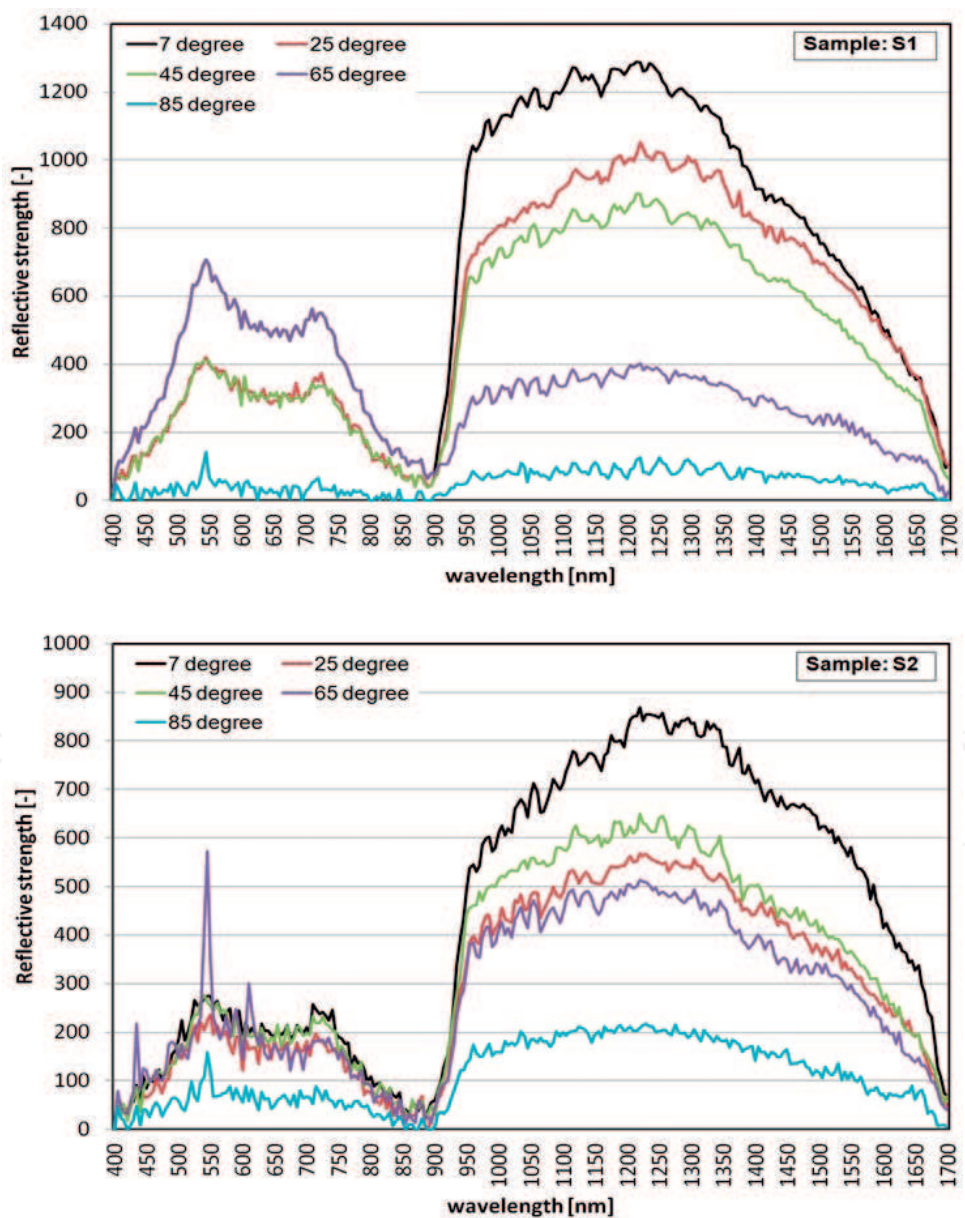 Reflective strength [-]
1400
1200
1000
800
600
400
200
0
7 degree
25 degree
45 degree
65 degree
85 degree
Sample: S1
400 450 500 550 600 650 700 750 800 850 900 950 1000 1050 1100 1150 1200 1250 1300 1350 1400 1450 1500 1550 1600 1650 1700
wavelength [nm]
Reflective strength [-]
1000
900
800
700
600
500
400
300
200
100
0
7 degree
25 degree
45 degree
65 degree
85 degree
Sample: S2
400 450 500 550 600 650 700 750 800 850 900 950 1000 1050 1100 1150 1200 1250 1300 1350 1400 1450 1500 1550 1600 1650 1700
wavelength [nm]